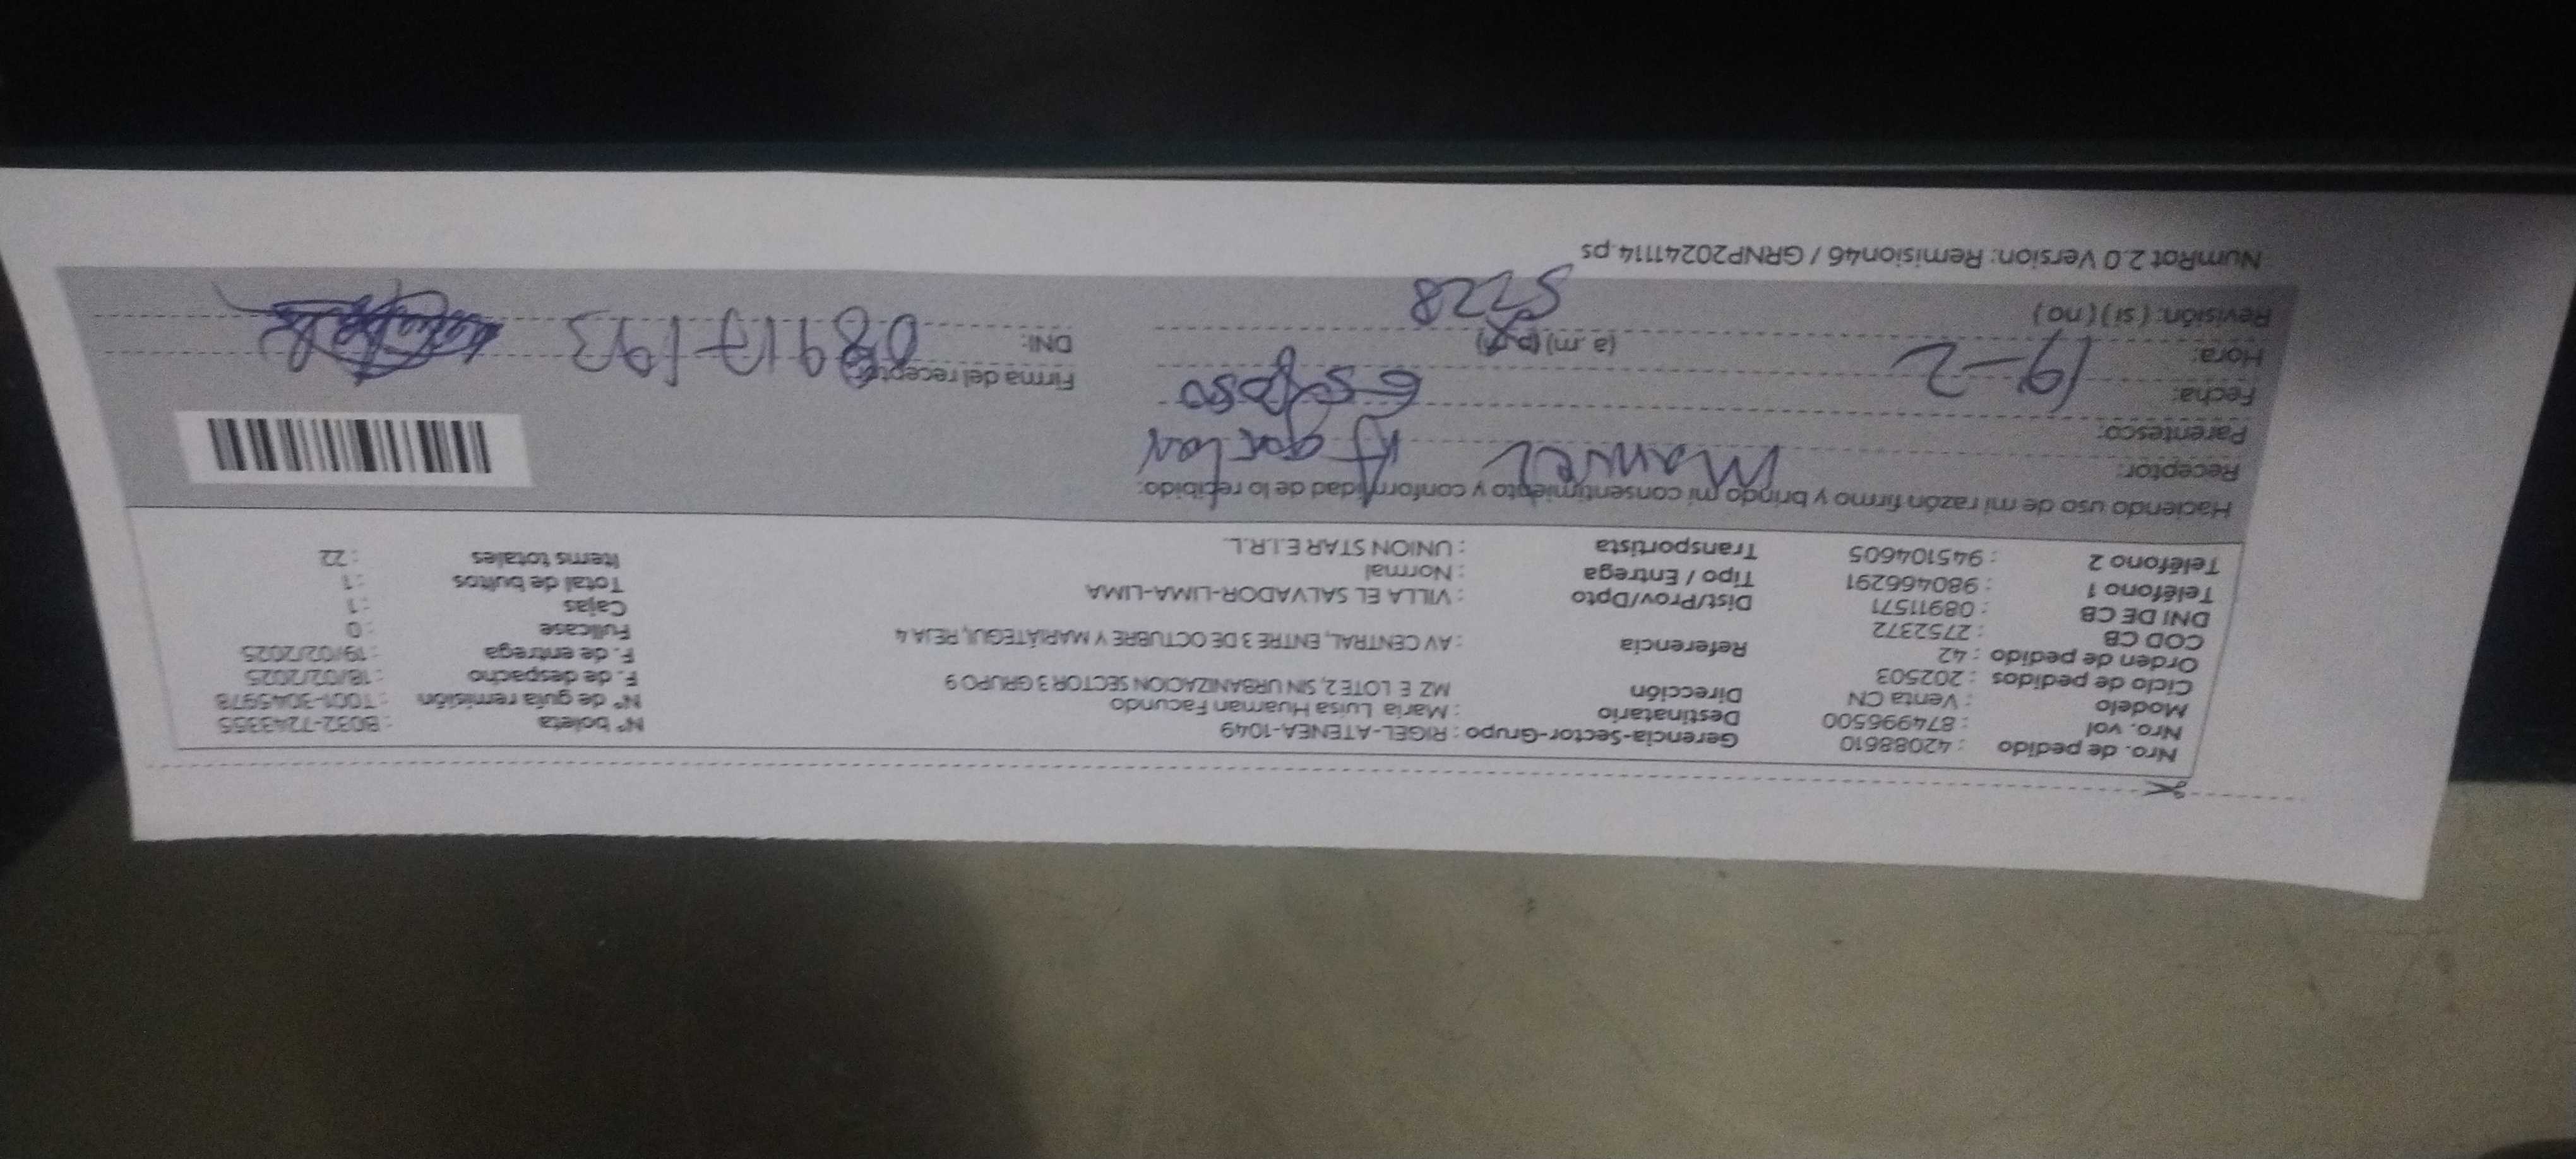 Nro. de pedido : 42088610 Gerencia-Sector-Grupo : RIGEL-ATENEA-1049 N° boleta : B032-7243355
Nro. vol : 874996500 Destinatario : Maria Luisa Huaman Facundo N° de guía remisión : T001-3045978
Modelo : Venta CN Dirección MZ E LOTE 2, SIN URBANIZACION SECTOR 3 GRUPO 9 F. de despacho : 18/02/2025
Ciclo de pedidos : 202503 F. de entrega : 19/02/2025
Orden de pedido : 42 Referencia : AV CENTRAL, ENTRE 3 DE OCTUBRE Y MARIÁTEGUI, REJA 4 Fullcase : 0
COD CB : 2752372 Cajas : 1
DNI DE CB : 08911571 Dist/Prov/Dpto : VILLA EL SALVADOR-LIMA-LIMA Total de bultos : 1
Teléfono 1 : 980466291 Tipo / Entrega : Normal Items totales : 22
Teléfono 2 : 945104605 Transportista : UNION STAR E.I.R.L.
Haciendo uso de mi razón firmo y brindo mi consentimiento y conformidad de lo recibido:
Receptor: Manuel
Parentesco: Esposo
Fecha: 19-2 Firma del receptor
Hora: (a.m) (p.m) DNI: 08917193
Revisión: (si) (no) 5728
NumRot 2.0 Version: Remision46 / GRNP20241114.ps